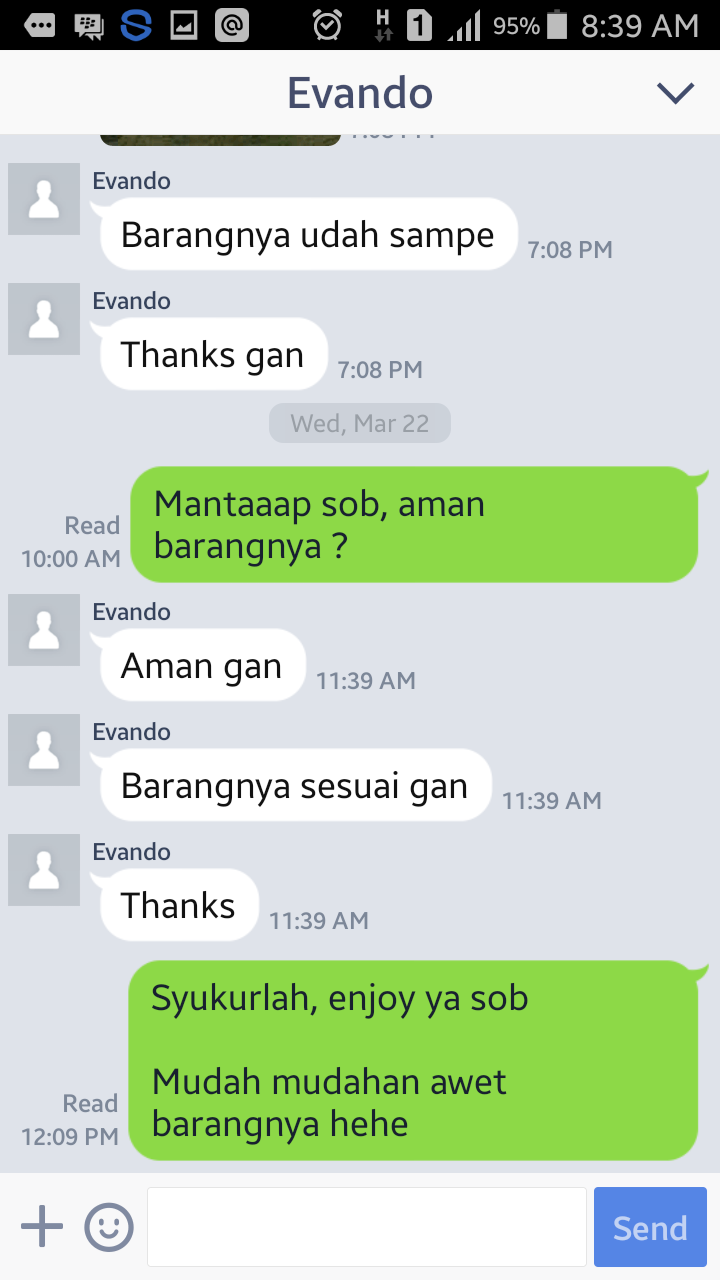 H 1 95% 8:39 AM
Evando
Evando
Barangnya udah sampe
7:08 PM
Evando
Thanks gan
7:08 PM
Wed, Mar 22
Mantaaap sob, aman
barangnya ?
Read
10:00 AM
Evando
Aman gan
11:39 AM
Evando
Barangnya sesuai gan
11:39 AM
Evando
Thanks
11:39 AM
Syukurlah, enjoy ya sob
Mudah mudahan awet
barangnya hehe
Read
12:09 PM
Send